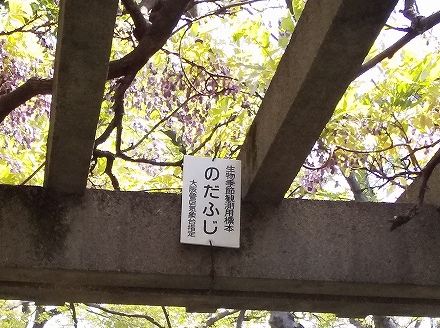 生物季節観測用標本
のだふじ
大阪管区気象台指定